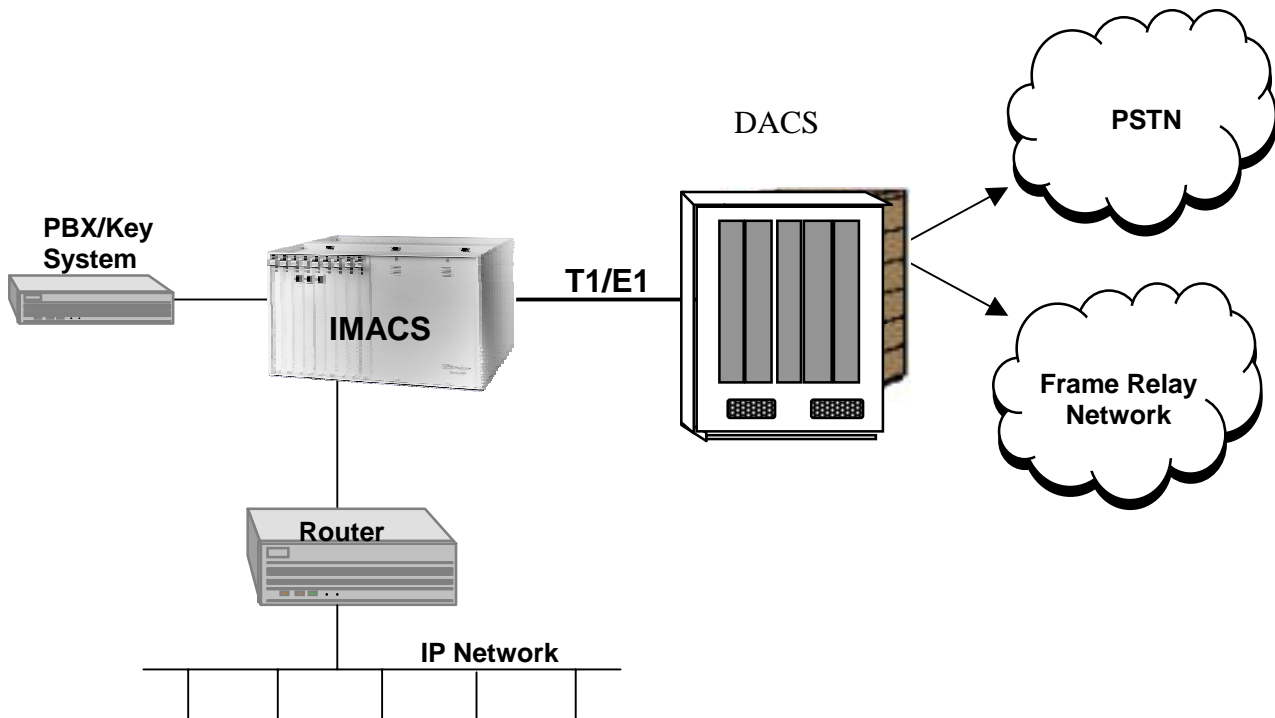 PSTN
DACS
PBX/Key
System
T1/E1
IMACS
Frame Relay
Network
Router
IP Network